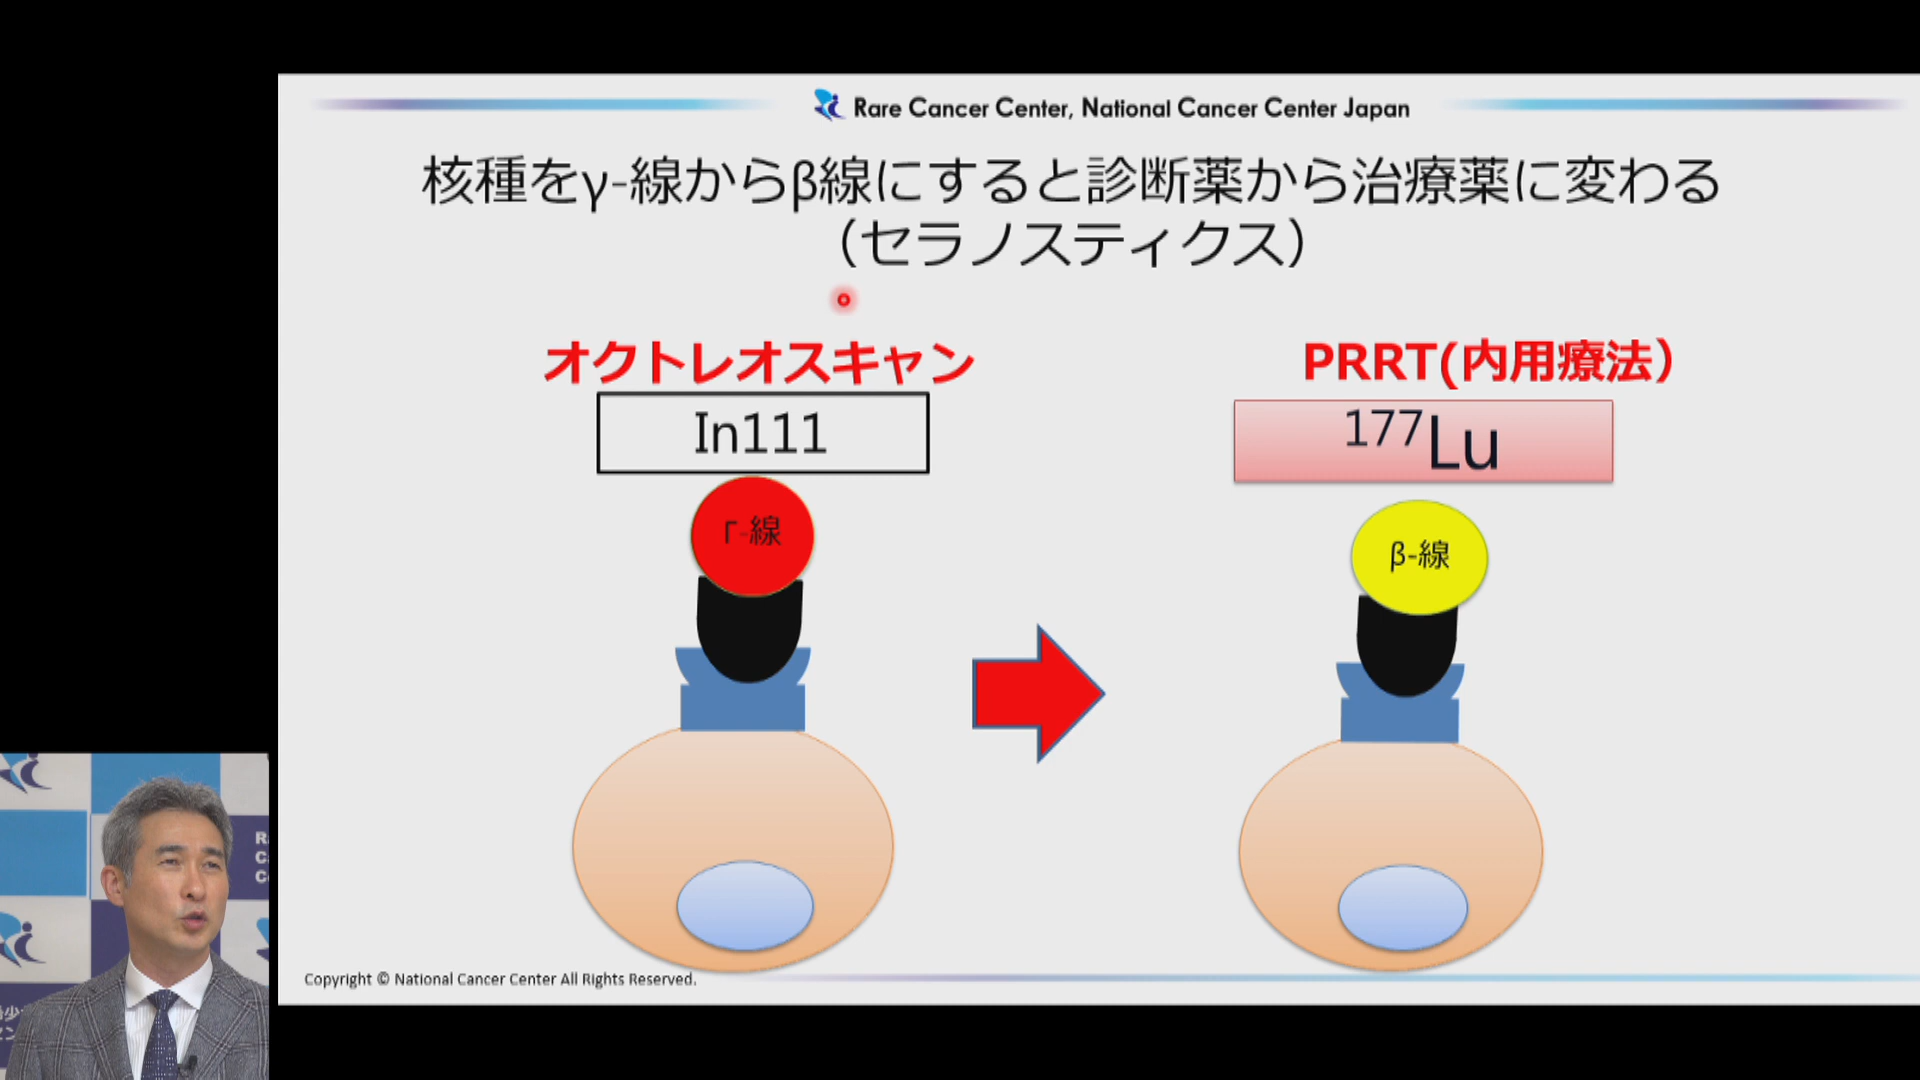 Rare Cancer Center, National Cancer Center Japan
核種をγ-線からβ線にすると診断薬から治療薬に変わる
（セラノスティクス）
オクトレオスキャン
PRRT(内用療法）
In111
177Lu
Γ-線
β-線
Copyright © National Cancer Center All Rights Reserved.